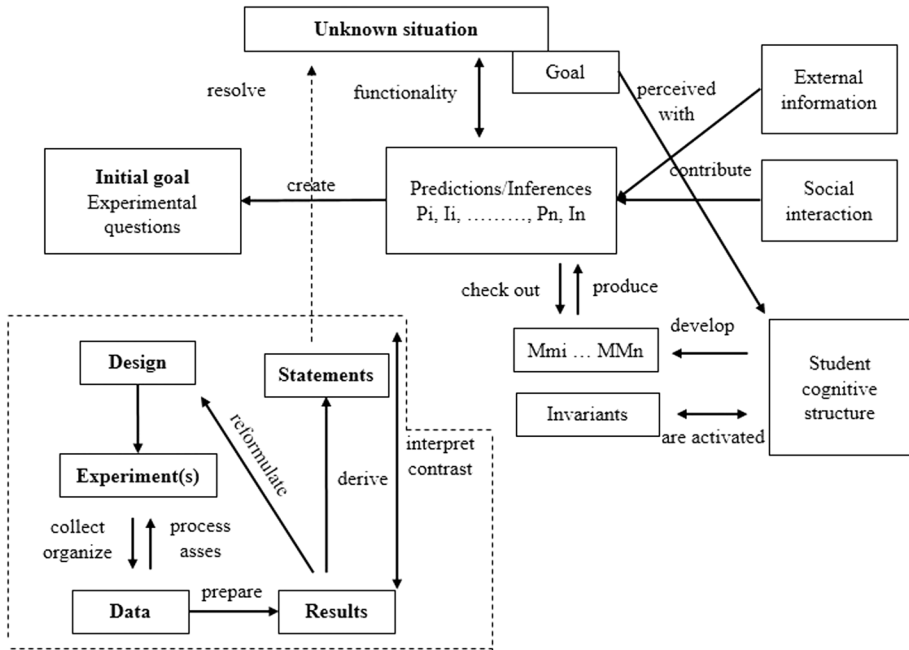 Unknown situation
Goal
resolve
functionality
perceived
with
External
information
Initial goal
Experimental
questions
create
Predictions/Inferences
Pi, Ii, ………, Pn, In
contribute
Social
interaction
check out
produce
Mmi … MMn
develop
Invariants
are activated
Student
cognitive
structure
Design
Statements
reformulate
derive
interpret
contrast
Experiment(s)
collect
organize
process
asses
Data
prepare
Results